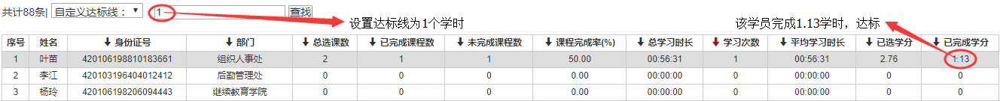 共计88条| 自定义达标线： 1 查找
设置达标线为1个学时 该学员完成1.13学时，达标
序号 姓名 身份证号 部门 总选课数 已完成课程数 未完成课程数 课程完成率(%) 总学习时长 学习次数 平均学习时长 已选学分 已完成学分
1 叶苗 420106198810183661 组织人事处 2 1 1 50.00 00:56:31 1 00:56:31 2.76 1.13
2 李江 420103196404012412 后勤管理处 0 0 0 0.00 00:00:00 0 00:00:00 0 0
3 杨玲 420106198206094443 继续教育学院 0 0 0 0.00 00:00:00 0 00:00:00 0 0